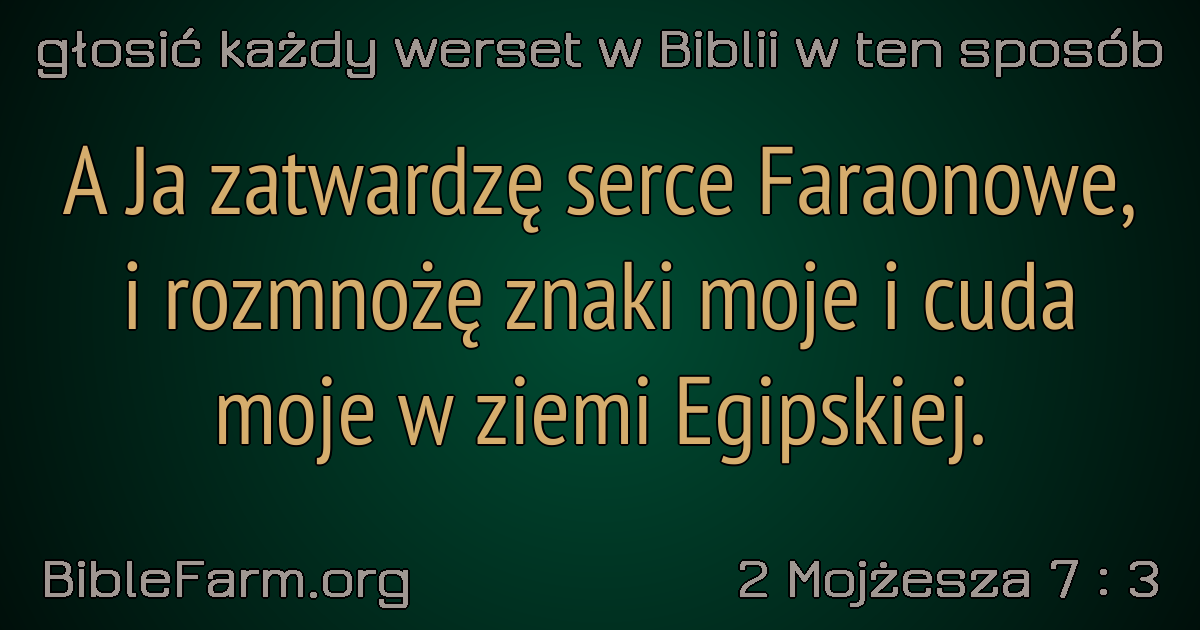 głosić każdy werset w Biblii w ten sposób
A Ja zatwardzę serce Faraonowe,
i rozmnożę znaki moje i cuda
moje w ziemi Egipskiej.
BibleFarm.org
2 Mojżesza 7 : 3